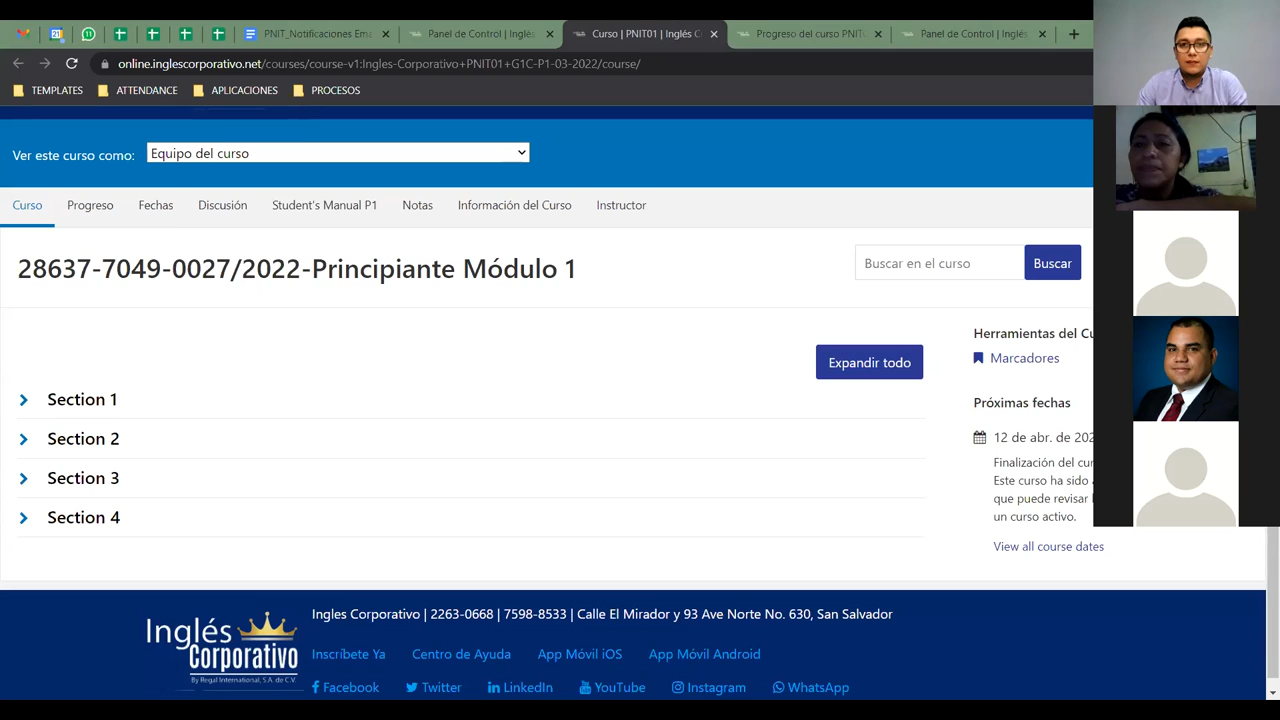 21
11
PNIT_Notificaciones Ema
Panel de Control | Inglés
Curso | PNIT01 | Inglés C
Progreso del curso PNIT
Panel de Control | Inglés
online.inglescorporativo.net/courses/course-v1:Ingles-Corporativo+PNIT01+G1C-P1-03-2022/course/
TEMPLATES
ATTENDANCE
APLICACIONES
PROCESOS
Ver este curso como:
Equipo del curso
Curso
Progreso
Fechas
Discusión
Student's Manual P1
Notas
Información del Curso
Instructor
28637-7049-0027/2022-Principiante Módulo 1
Buscar en el curso
Buscar
Expandir todo
Section 1
Section 2
Section 3
Section 4
Herramientas del Cu
Marcadores
Próximas fechas
12 de abr. de 202
Finalización del cur
Este curso ha sido
que puede revisar
un curso activo.
View all course dates
Inglés
Corporativo
By Regal International, S.A. de C.V.
Ingles Corporativo | 2263-0668 | 7598-8533 | Calle El Mirador y 93 Ave Norte No. 630, San Salvador
Inscríbete Ya
Centro de Ayuda
App Móvil iOS
App Móvil Android
Facebook
Twitter
LinkedIn
YouTube
Instagram
WhatsApp